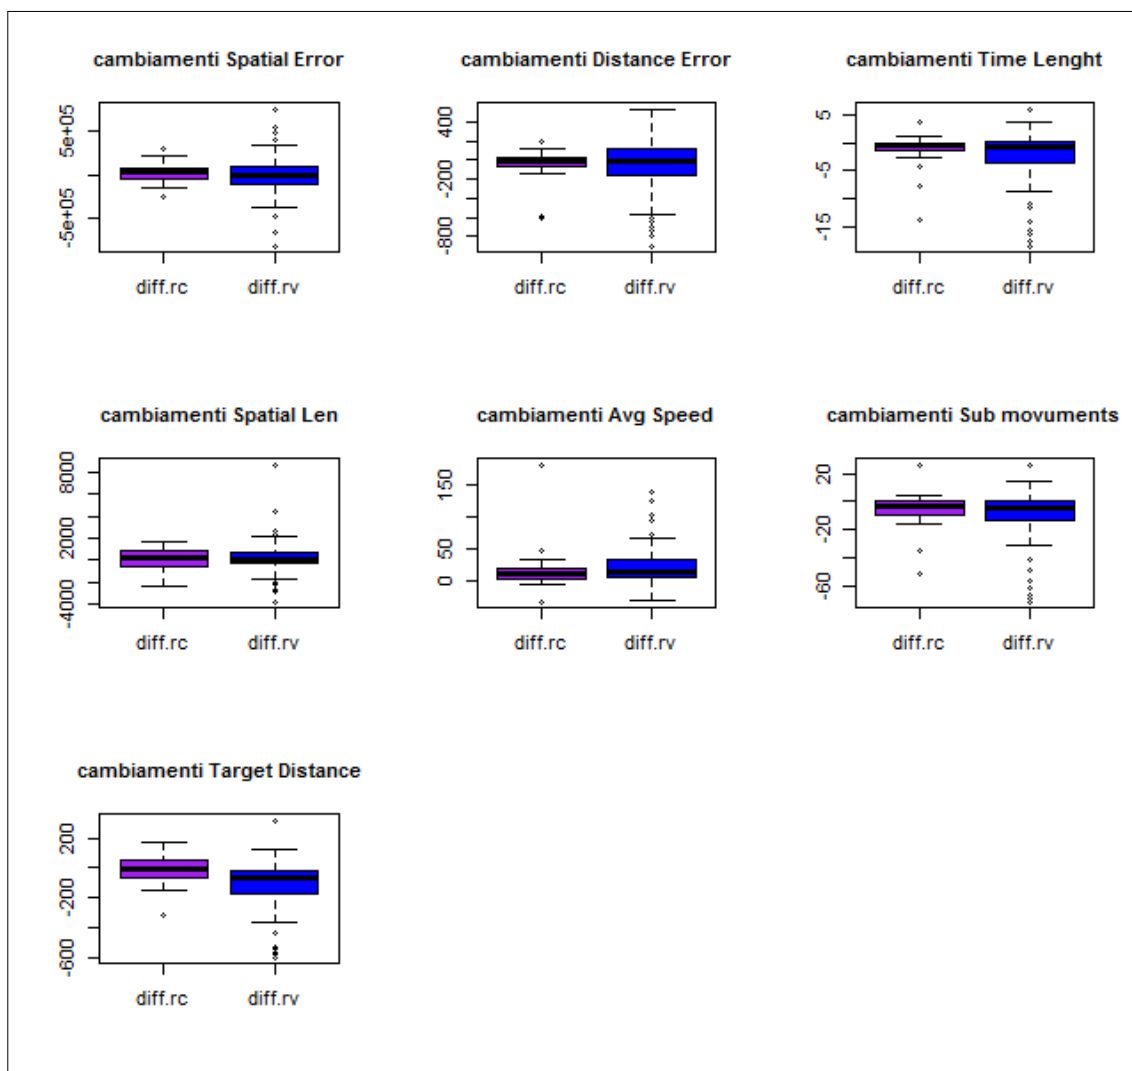 cambiamenti Spatial Error
5e+05
-5e+05
diff.rc diff.rv
cambiamenti Distance Error
400
-200
-800
diff.rc diff.rv
cambiamenti Time Lenght
5
-5
-15
diff.rc diff.rv
cambiamenti Spatial Len
8000
2000
-4000
diff.rc diff.rv
cambiamenti Avg Speed
150
50
0
diff.rc diff.rv
cambiamenti Sub movuments
20
-20
-60
diff.rc diff.rv
cambiamenti Target Distance
200
-200
-600
diff.rc diff.rv